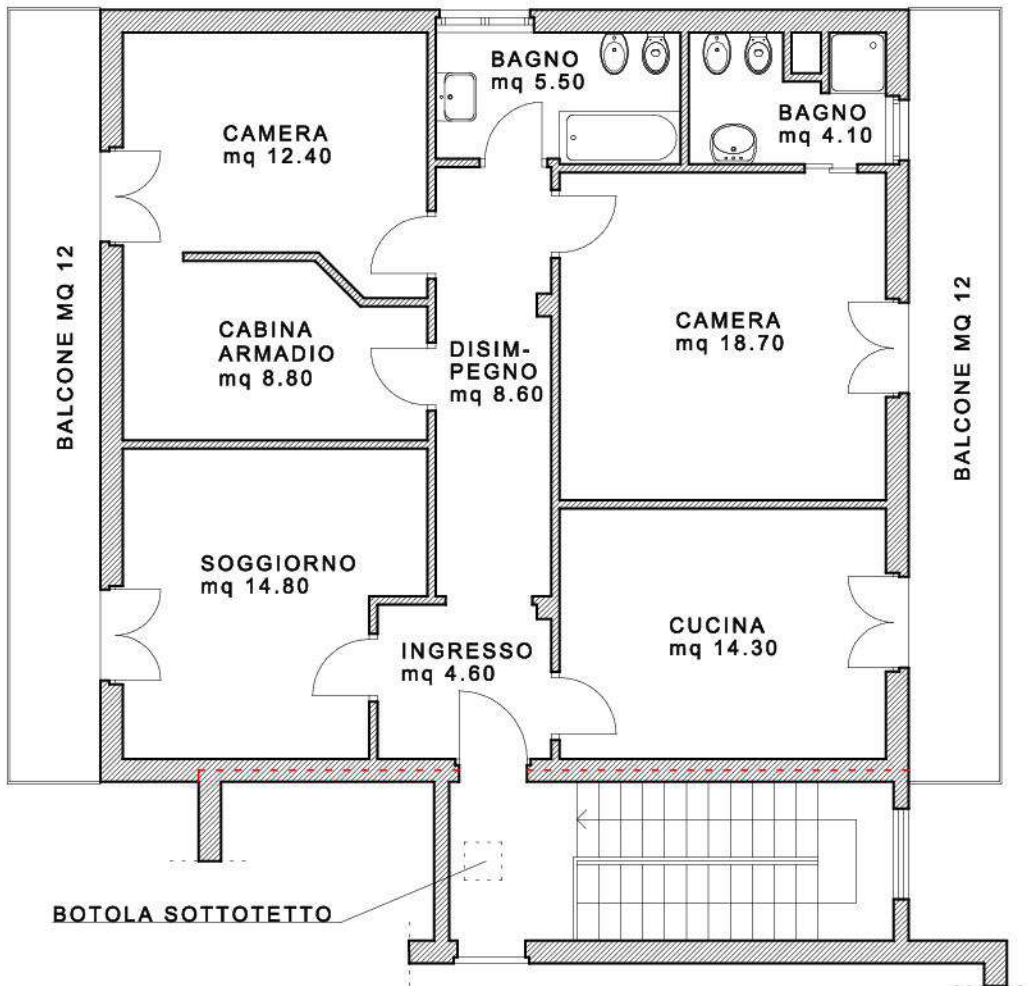 BAGNO
mq 5.50
BAGNO
mq 4.10
CAMERA
mq 12.40
BALCONE MQ 12
CABINA
ARMADIO
mq 8.80
DISIM-
PEGNO
mq 8.60
CAMERA
mq 18.70
BALCONE MQ 12
SOGGIORNO
mq 14.80
INGRESSO
mq 4.60
CUCINA
mq 14.30
BOTOLA SOTTOTETTO